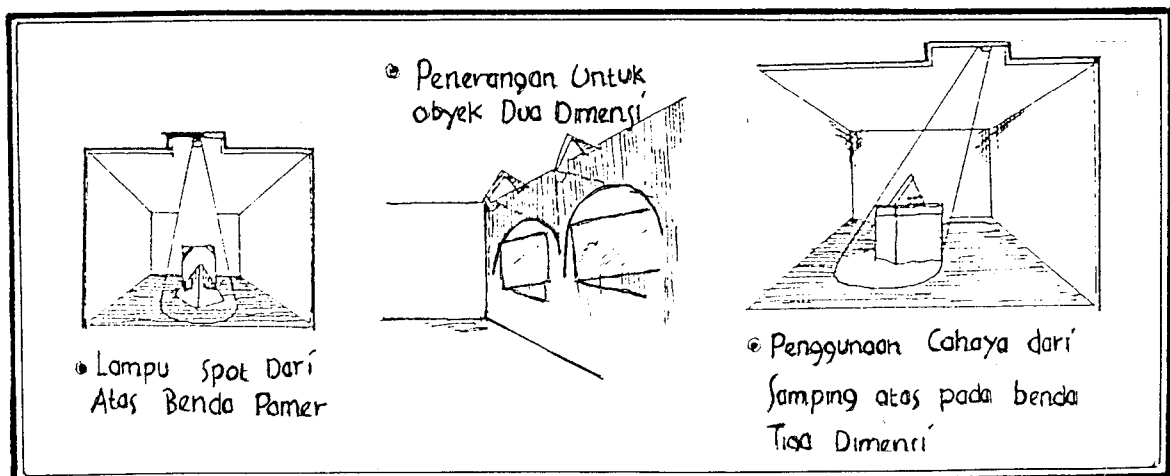 Lampu Spot Dari
Atas Benda Pamer
Penerangan Untuk
obyek Dua Dimensi
Penggunaan Cahaya dari
Samping atas pada benda
Tiga Dimensi